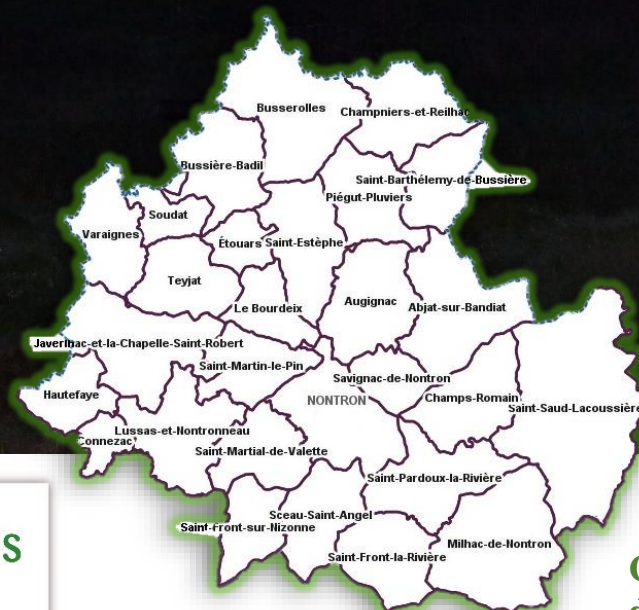 Busserolles
Champniers-et-Reilhac
Bussière-Badil
Saint-Barthélemy-de-Bussière
Piégut-Pluviers
Soudat
Varaignes
Étouars
Saint-Estèphe
Teyjat
Augignac
Le Bourdeix
Abjat-sur-Bandiat
Javerlhac-et-la-Chapelle-Saint-Robert
Saint-Martin-le-Pin
Savignac-de-Nontron
Hautefaye
NONTRON
Champs-Romain
Saint-Saud-Lacoussière
Lussas-et-Nontronneau
Connezac
Saint-Martial-de-Valette
Saint-Pardoux-la-Rivière
Sceau-Saint-Angel
Saint-Front-sur-Nizonne
Milhac-de-Nontron
Saint-Front-la-Rivière
S